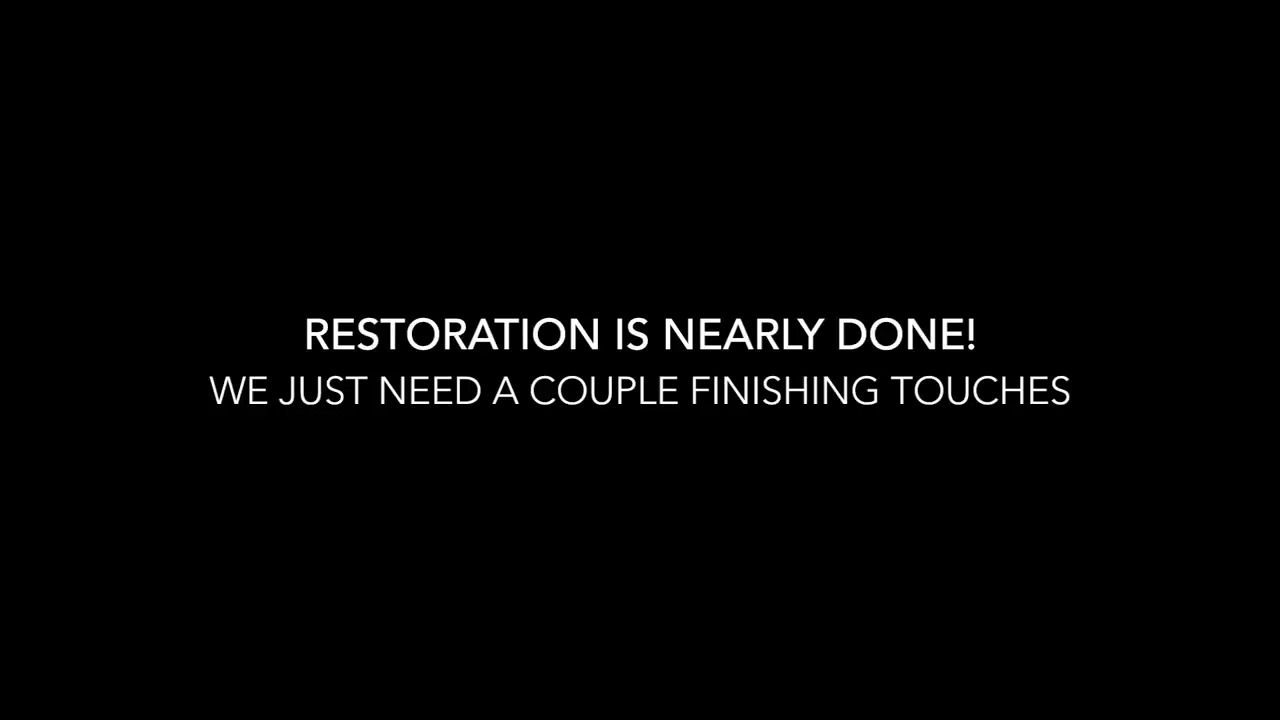 RESTORATION IS NEARLY DONE!
WE JUST NEED A COUPLE FINISHING TOUCHES